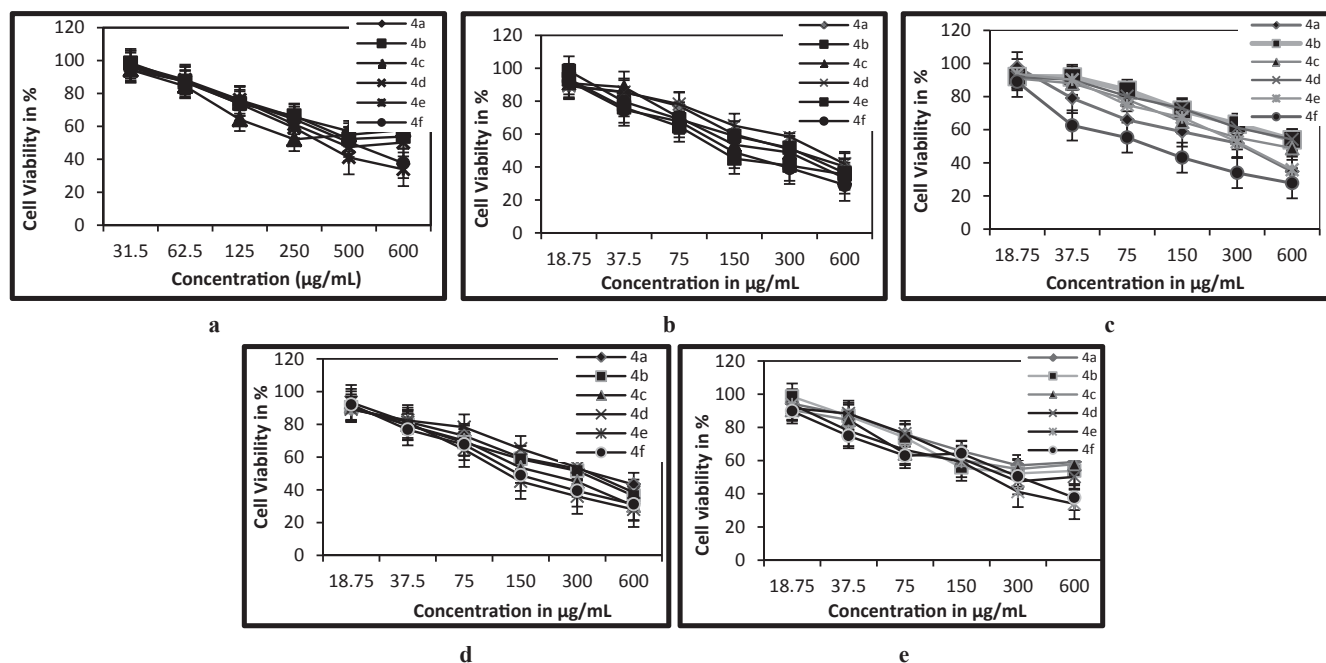 120
100
80
60
40
20
0
Cell Viability in %
31.5 62.5 125 250 500 600
Concentration (µg/mL)
4a
4b
4c
4d
4e
4f
a
120
100
80
60
40
20
0
Cell Viability in %
18.75 37.5 75 150 300 600
Concentration in µg/mL
4a
4b
4c
4d
4e
4f
b
120
100
80
60
40
20
0
Cell Viability in %
18.75 37.5 75 150 300 600
Concentration in µg/mL
4a
4b
4c
4d
4e
4f
c
120
100
80
60
40
20
0
Cell Viability in %
18.75 37.5 75 150 300 600
Concentration in µg/mL
4a
4b
4c
4d
4e
4f
d
120
100
80
60
40
20
0
Cell viability in %
18.75 37.5 75 150 300 600
Concentration in µg/mL
4a
4b
4c
4d
4e
4f
e